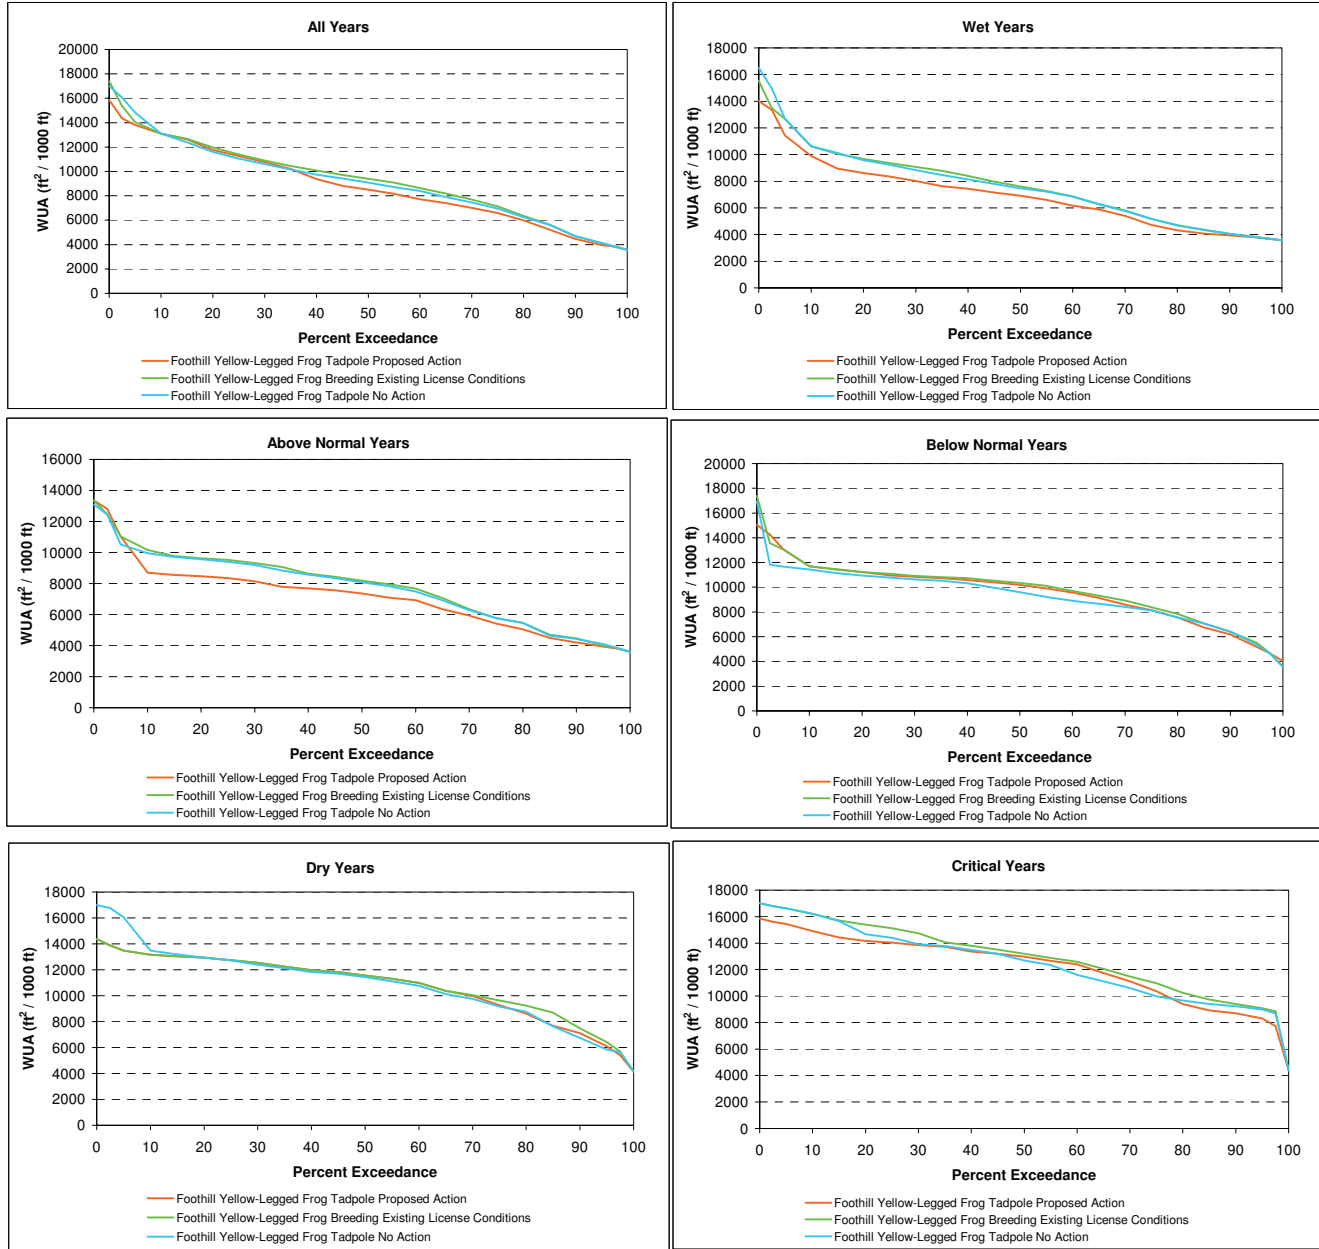 All Years
WUA (ft² / 1000 ft)
20000
18000
16000
14000
12000
10000
8000
6000
4000
2000
0
0 10 20 30 40 50 60 70 80 90 100
Percent Exceedance
Foothill Yellow-Legged Frog Tadpole Proposed Action
Foothill Yellow-Legged Frog Breeding Existing License Conditions
Foothill Yellow-Legged Frog Tadpole No Action
Wet Years
WUA (ft² / 1000 ft)
18000
16000
14000
12000
10000
8000
6000
4000
2000
0
0 10 20 30 40 50 60 70 80 90 100
Percent Exceedance
Foothill Yellow-Legged Frog Tadpole Proposed Action
Foothill Yellow-Legged Frog Breeding Existing License Conditions
Foothill Yellow-Legged Frog Tadpole No Action
Above Normal Years
WUA (ft² / 1000 ft)
16000
14000
12000
10000
8000
6000
4000
2000
0
0 10 20 30 40 50 60 70 80 90 100
Percent Exceedance
Foothill Yellow-Legged Frog Tadpole Proposed Action
Foothill Yellow-Legged Frog Breeding Existing License Conditions
Foothill Yellow-Legged Frog Tadpole No Action
Below Normal Years
WUA (ft² / 1000 ft)
20000
18000
16000
14000
12000
10000
8000
6000
4000
2000
0
0 10 20 30 40 50 60 70 80 90 100
Percent Exceedance
Foothill Yellow-Legged Frog Tadpole Proposed Action
Foothill Yellow-Legged Frog Breeding Existing License Conditions
Foothill Yellow-Legged Frog Tadpole No Action
Dry Years
WUA (ft² / 1000 ft)
18000
16000
14000
12000
10000
8000
6000
4000
2000
0
0 10 20 30 40 50 60 70 80 90 100
Percent Exceedance
Foothill Yellow-Legged Frog Tadpole Proposed Action
Foothill Yellow-Legged Frog Breeding Existing License Conditions
Foothill Yellow-Legged Frog Tadpole No Action
Critical Years
WUA (ft² / 1000 ft)
18000
16000
14000
12000
10000
8000
6000
4000
2000
0
0 10 20 30 40 50 60 70 80 90 100
Percent Exceedance
Foothill Yellow-Legged Frog Tadpole Proposed Action
Foothill Yellow-Legged Frog Breeding Existing License Conditions
Foothill Yellow-Legged Frog Tadpole No Action